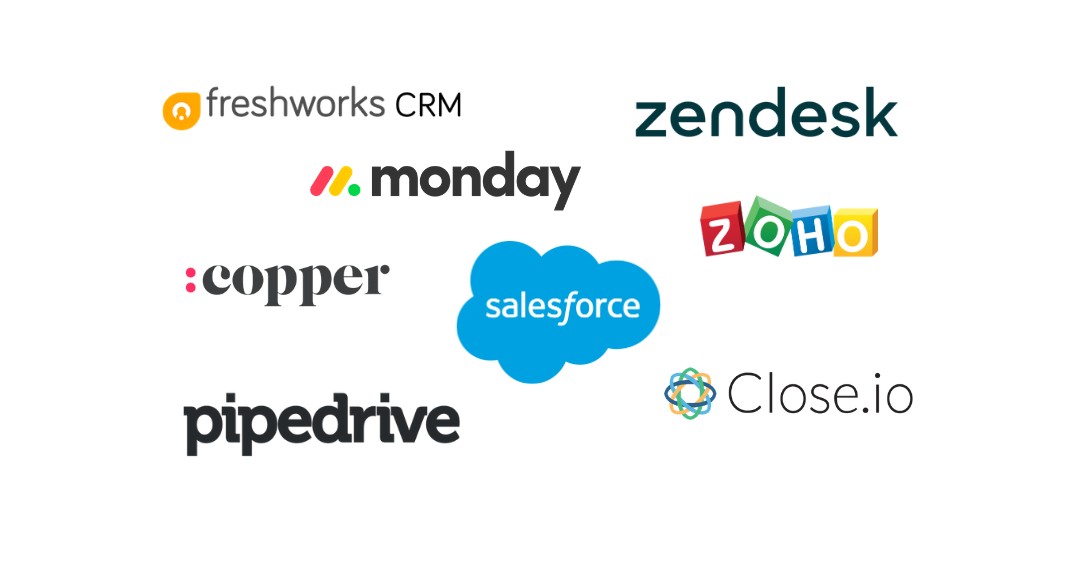 freshworks CRM
zendesk
monday
ZOHO
:copper
salesforce
Close.io
pipedrive